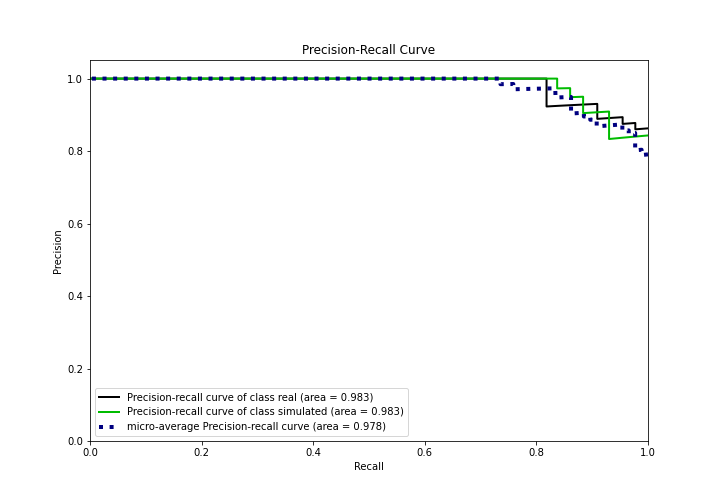 Precision-Recall Curve
1.0
0.8
0.6
0.4
0.2
0.0
Precision
Precision-recall curve of class real (area = 0.983)
Precision-recall curve of class simulated (area = 0.983)
micro-average Precision-recall curve (area = 0.978)
0.0 0.2 0.4 0.6 0.8 1.0
Recall